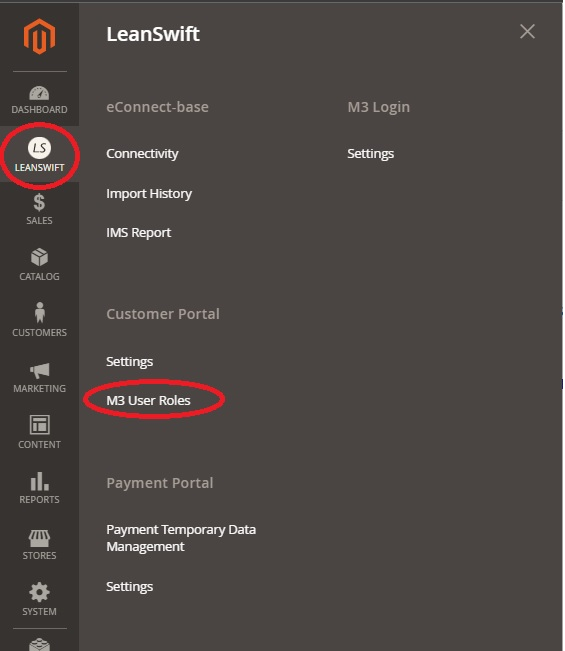 LeanSwift
DASHBOARD
LS
LEANSWIFT
SALES
CATALOG
CUSTOMERS
MARKETING
CONTENT
REPORTS
STORES
SYSTEM
eConnect-base
Connectivity
Import History
IMS Report
M3 Login
Settings
Customer Portal
Settings
M3 User Roles
Payment Portal
Payment Temporary Data
Management
Settings